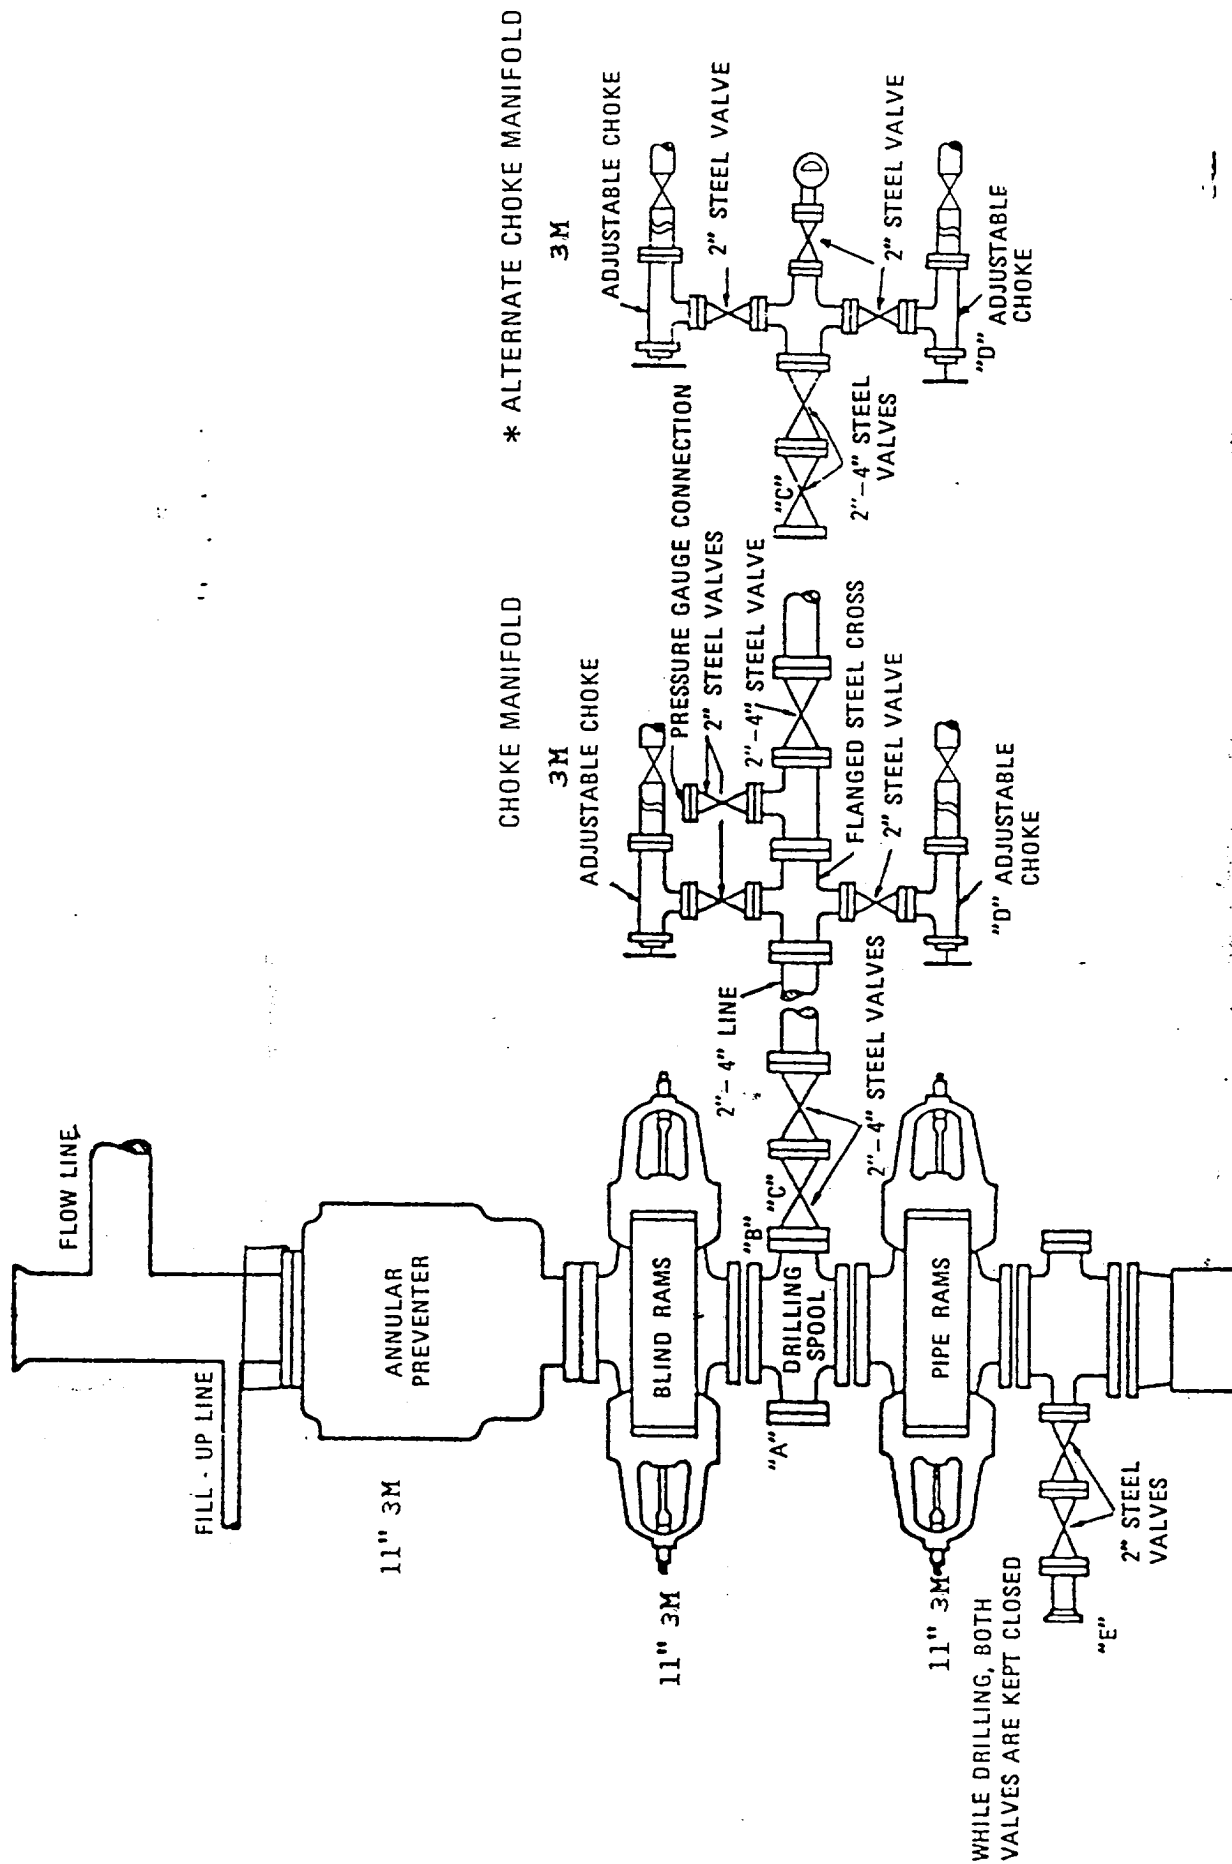 FLOW LINE
FILL - UP LINE
ANNULAR
PREVENTER
11" 3M
BLIND RAMS
11" 3M
"A"
DRILLING
SPOOL
"B"
"C"
2"- 4" LINE
2"-4" STEEL VALVES
PIPE RAMS
11" 3M
WHILE DRILLING, BOTH
VALVES ARE KEPT CLOSED
"E"
2" STEEL
VALVES
CHOKE MANIFOLD
3M
ADJUSTABLE CHOKE
PRESSURE GAUGE CONNECTION
2" STEEL VALVES
2"-4" STEEL VALVE
FLANGED STEEL CROSS
2" STEEL VALVE
"D" ADJUSTABLE
CHOKE
* ALTERNATE CHOKE MANIFOLD
3M
ADJUSTABLE CHOKE
2" STEEL VALVE
"C"
2"-4" STEEL
VALVES
2" STEEL VALVE
"D"
ADJUSTABLE
CHOKE